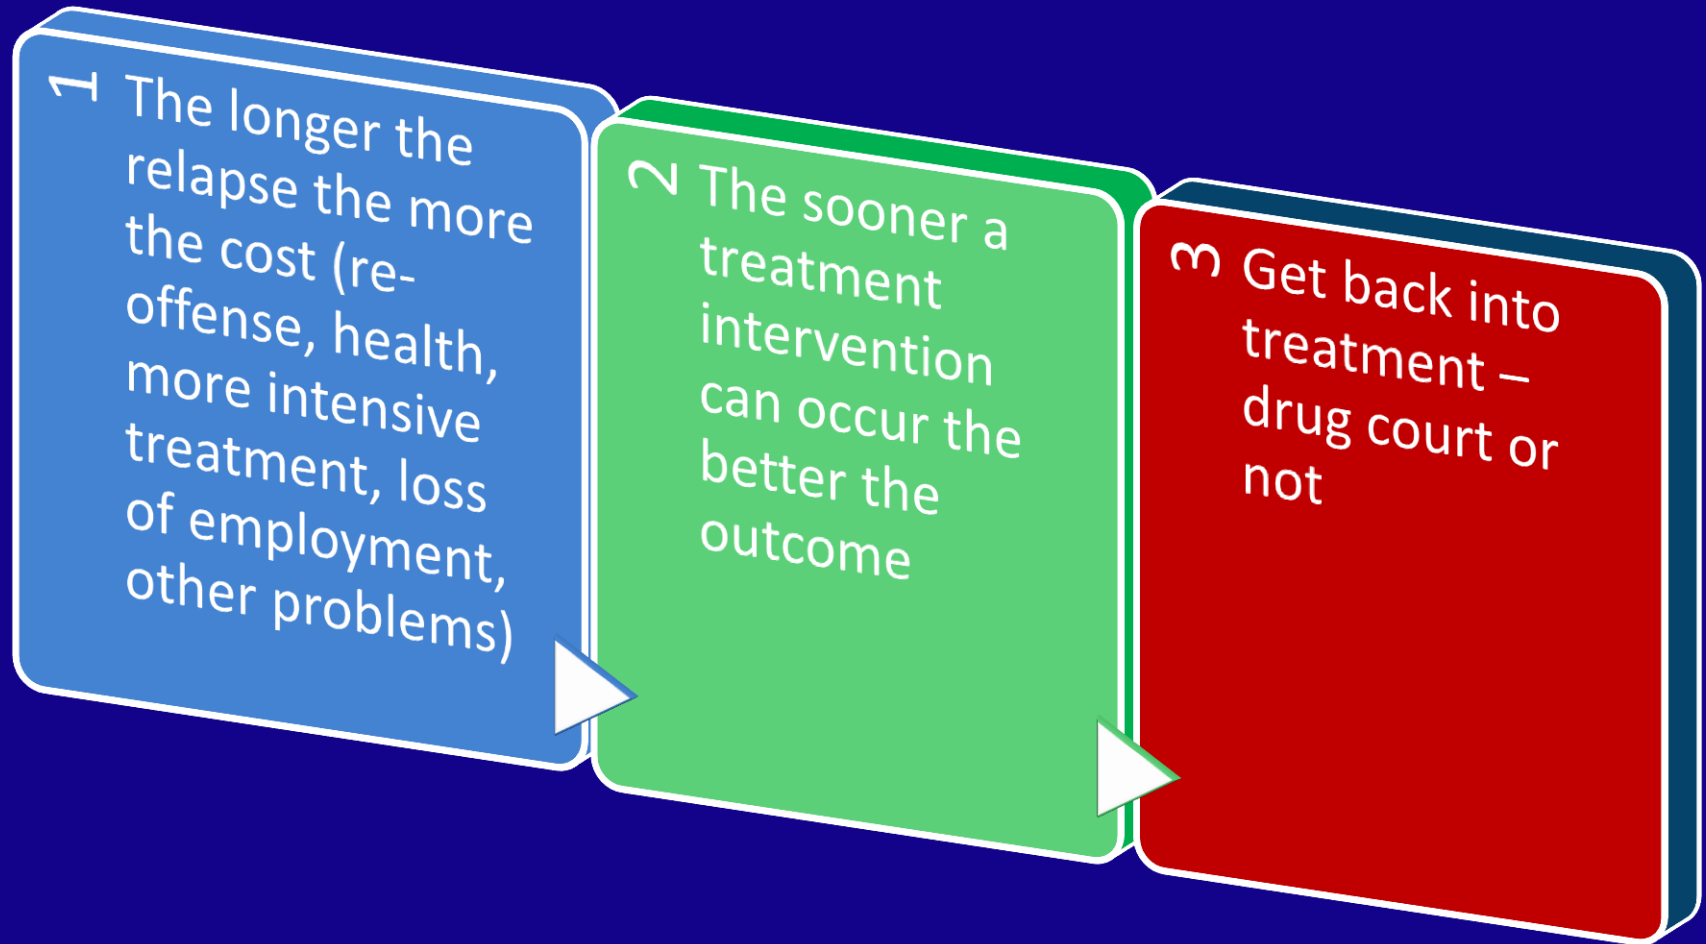 1
The longer the
relapse the more
the cost (re-
offense, health,
more intensive
treatment, loss
of employment,
other problems)
2
The sooner a
treatment
intervention
can occur the
better the
outcome
3
Get back into
treatment –
drug court or
not